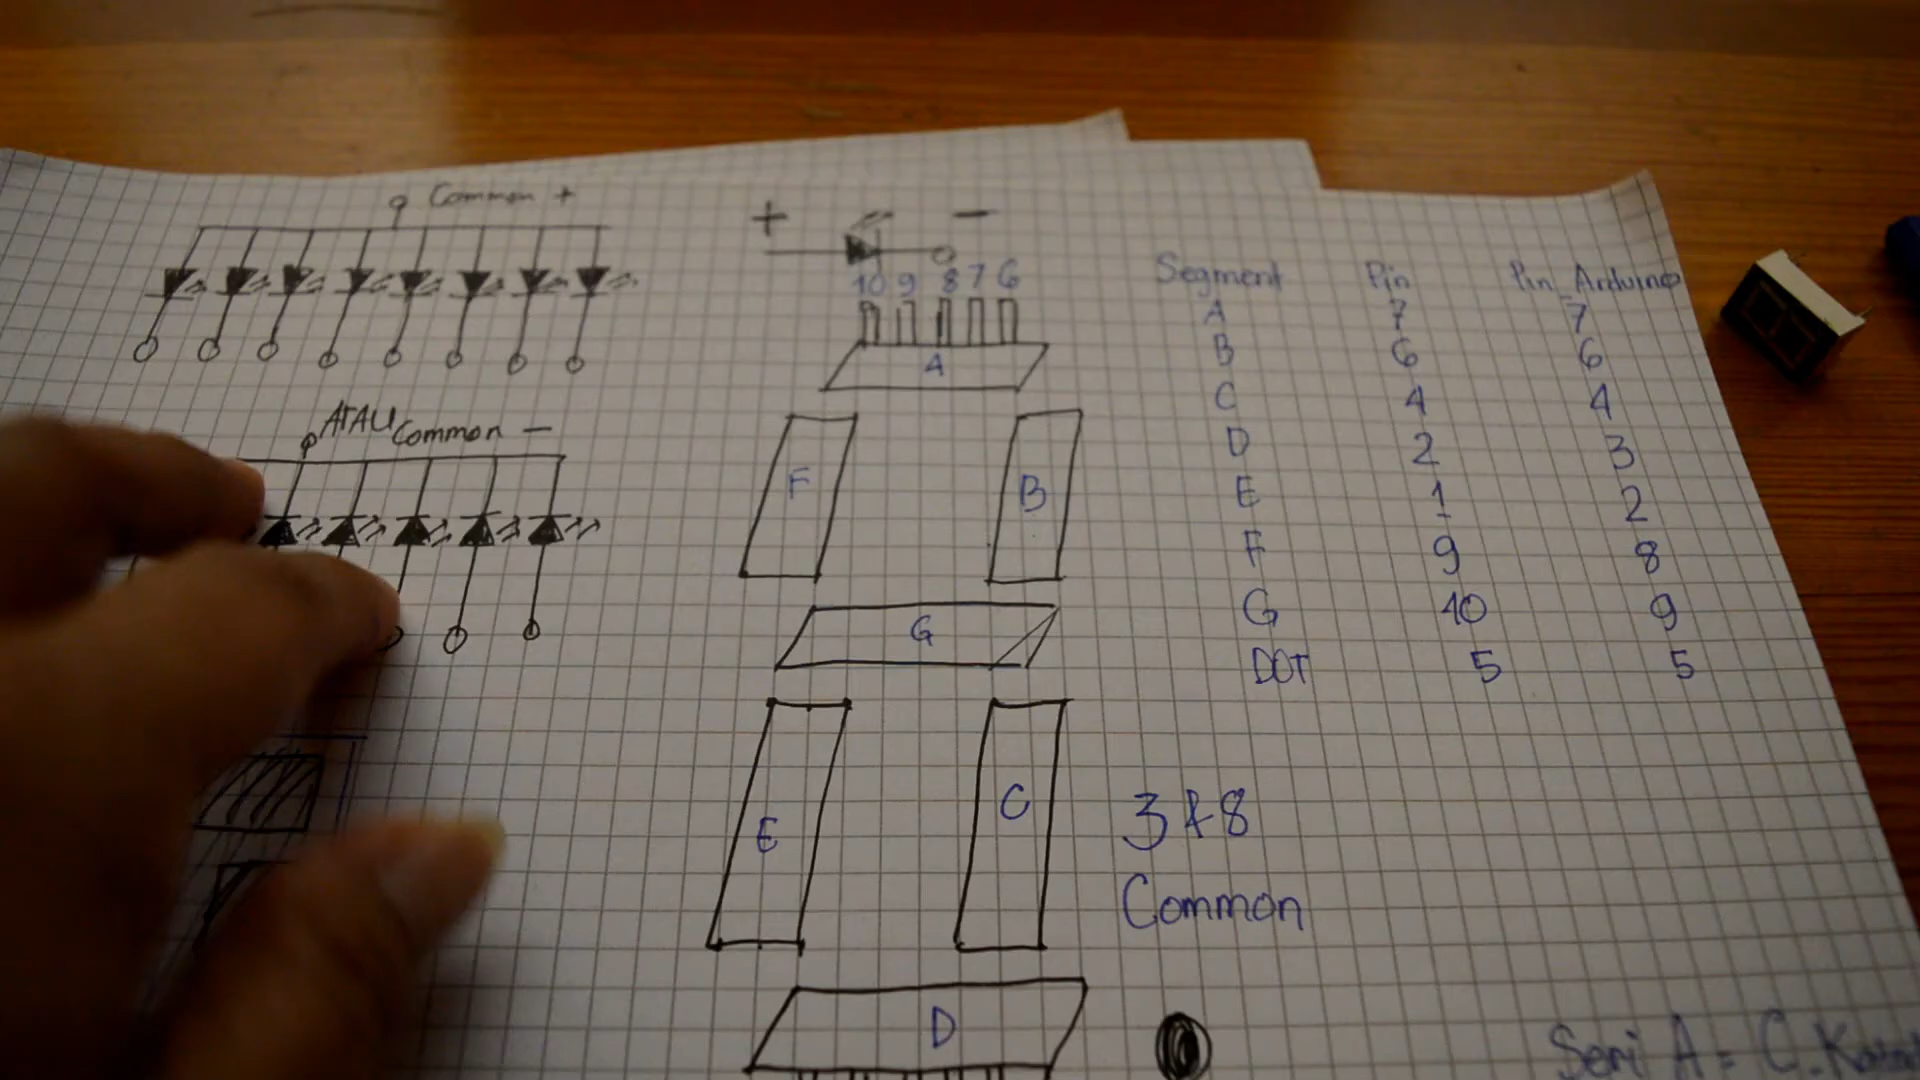 Common +
+ -
10 9 8 7 6
A
F B
G
E C
D
ATAU Common -
Segment Pin Pin Arduino
A 7 7
B 6 6
C 4 4
D 2 3
E 1 2
F 9 8
G 10 9
DOT 5 5
3 & 8
Common
Seri A = C.